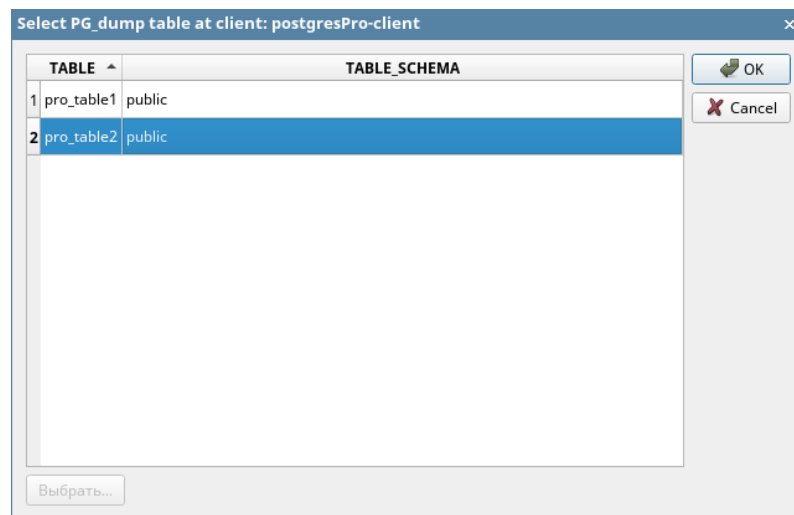 Select PG_dump table at client: postgresPro-client
TABLE TABLE_SCHEMA
1 pro_table1 public
2 pro_table2 public
OK
Cancel
Выбрать...